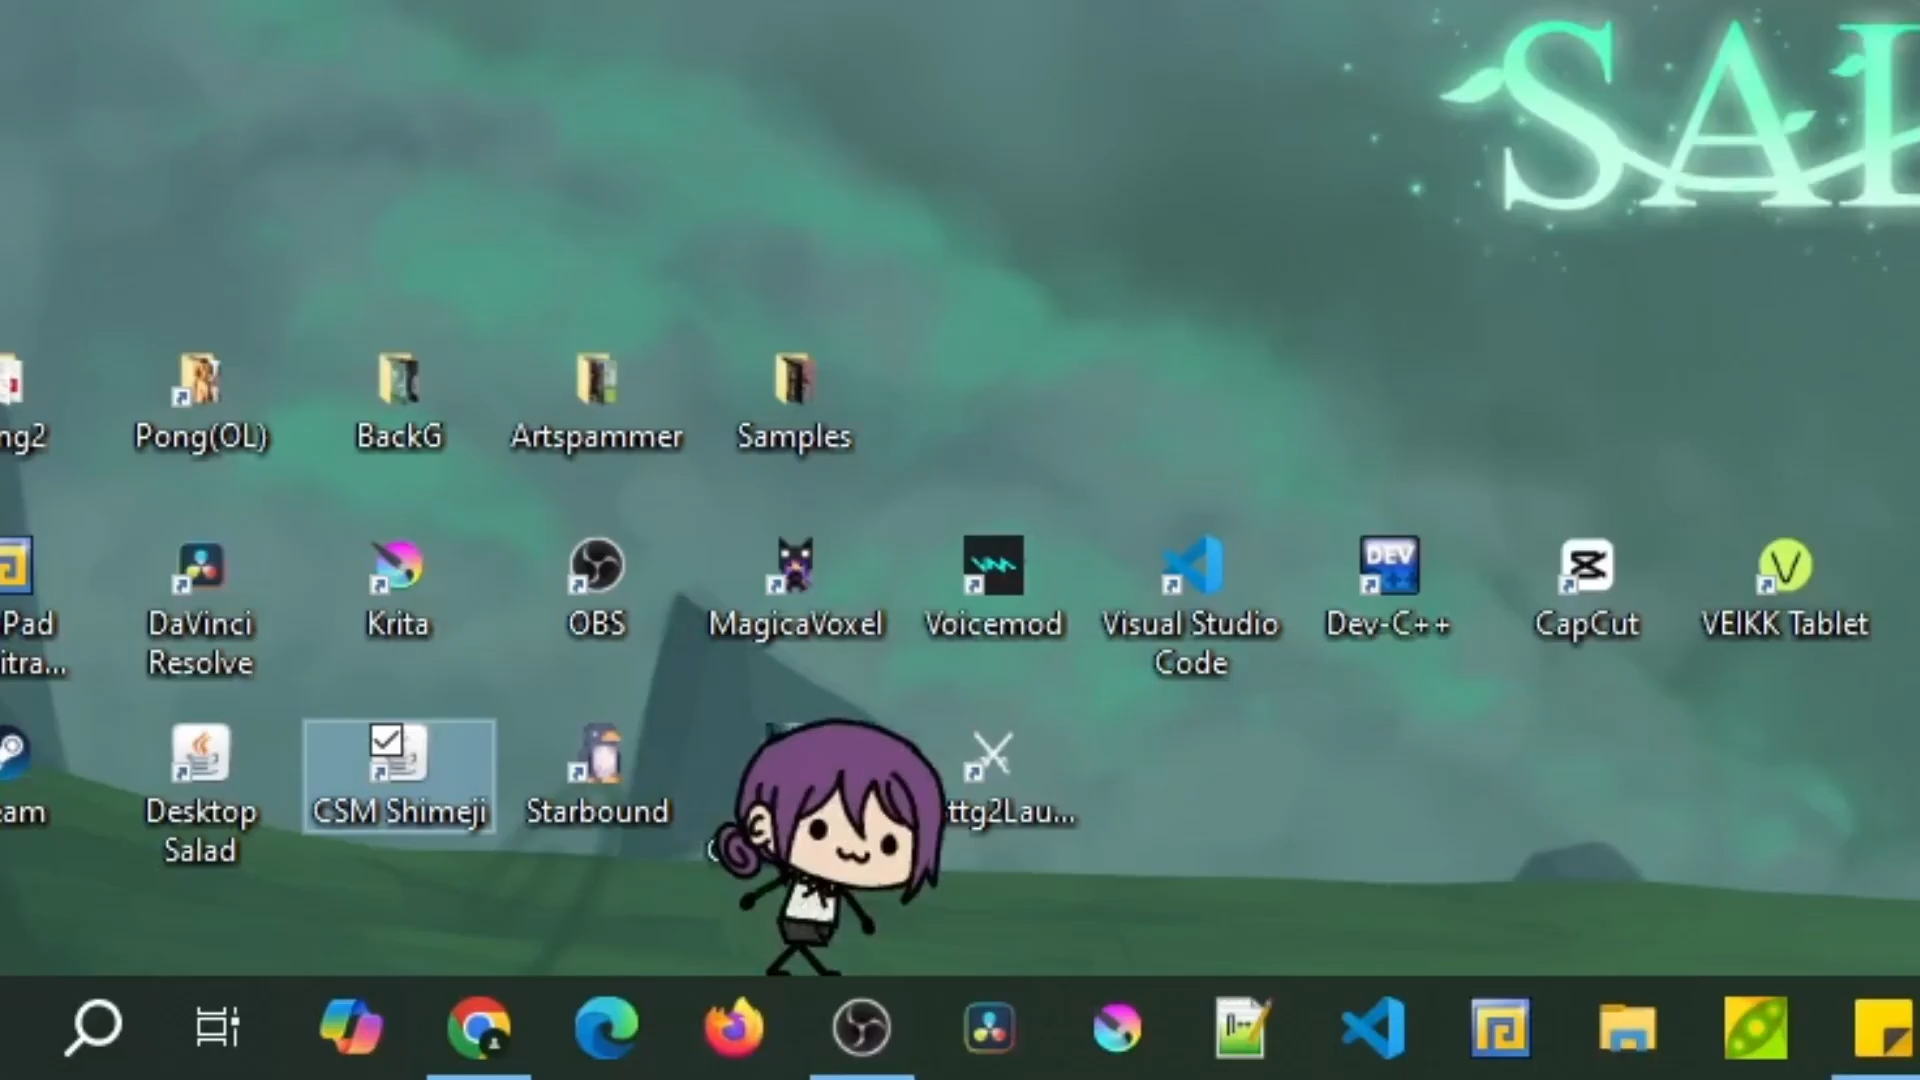 SAL
ng2
Pong(OL)
BackG
Artspammer
Samples
Pad
itra...
DaVinci
Resolve
Krita
OBS
MagicaVoxel
Voicemod
Visual Studio
Code
DEV
Dev-C++
CapCut
VEIKK Tablet
eam
Desktop
Salad
CSM Shimeji
Starbound
ttg2Lau...